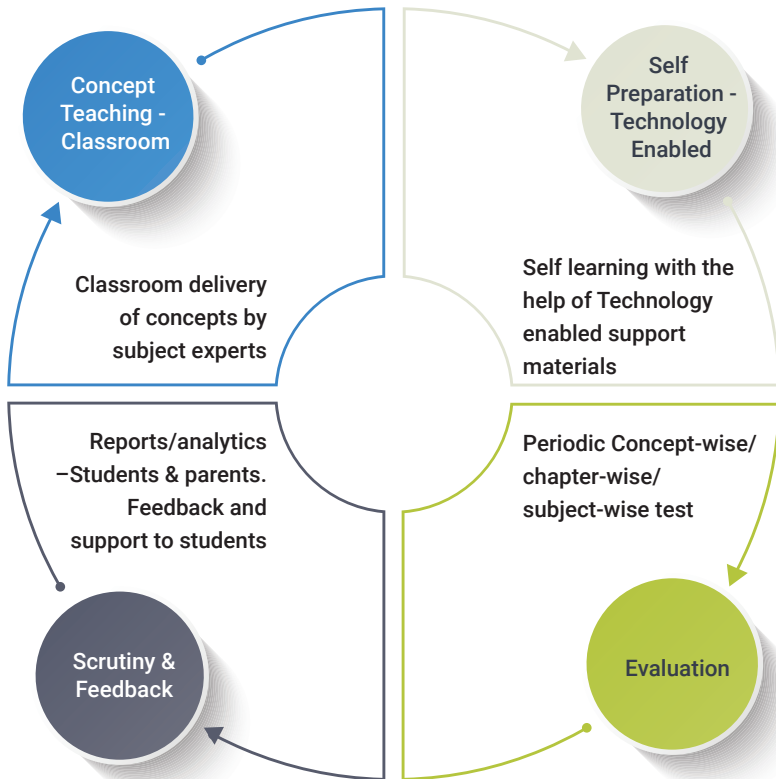 Concept
Teaching -
Classroom
Classroom delivery
of concepts by
subject experts
Self
Preparation -
Technology
Enabled
Self learning with the
help of Technology
enabled support
materials
Periodic Concept-wise/
chapter-wise/
subject-wise test
Evaluation
Reports/analytics
–Students & parents.
Feedback and
support to students
Scrutiny &
Feedback